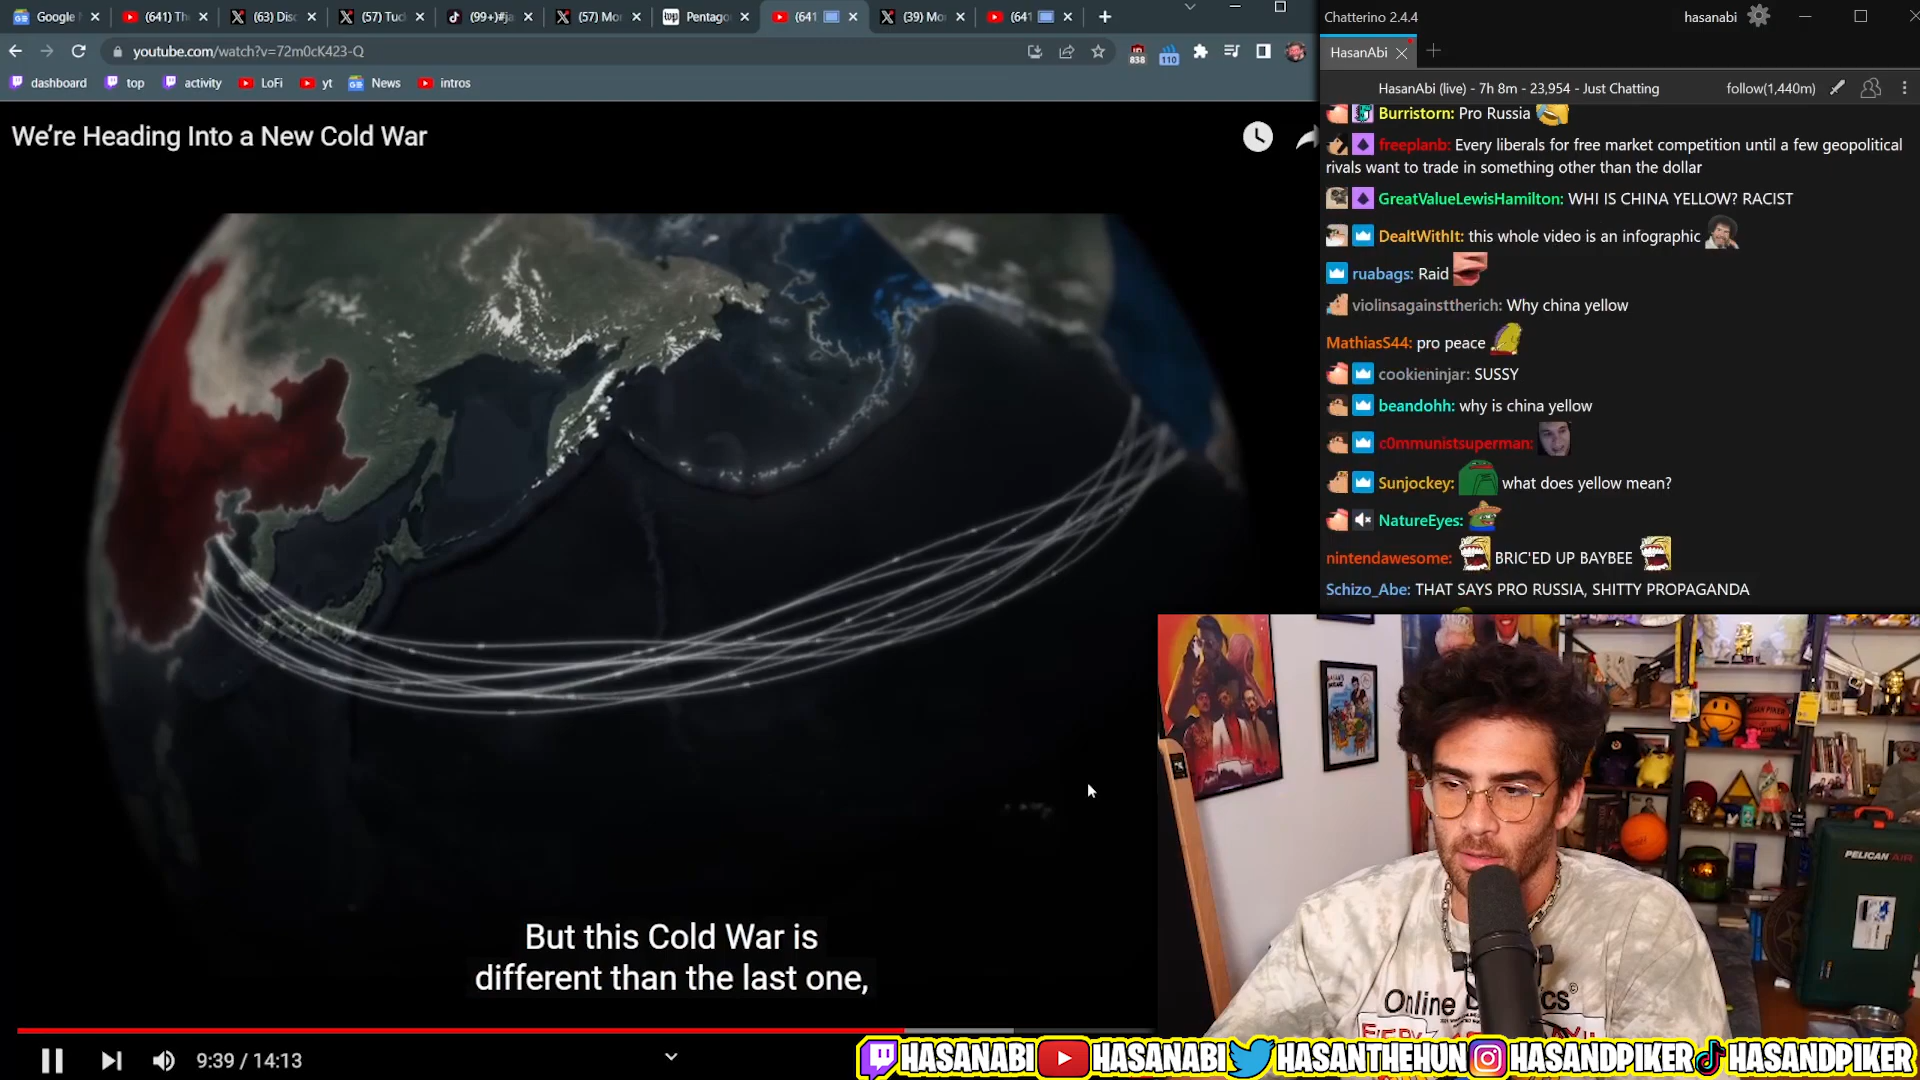 Google
(641) Th
(63) Disc
(57) Tuc
(99+)#ja
(57) Mo
Pentago
(641
(39) Mo
(641
youtube.com/watch?v=72m0cK423-Q
838
110
dashboard
top
activity
LoFi
yt
News
intros
We're Heading Into a New Cold War
But this Cold War is
different than the last one,
9:39 / 14:13
Chatterino 2.4.4
hasanabi
HasanAbi
HasanAbi (live) - 7h 8m - 23,954 - Just Chatting
follow(1,440m)
Burristorn: Pro Russia
freeplanb: Every liberals for free market competition until a few geopolitical
rivals want to trade in something other than the dollar
GreatValueLewisHamilton: WHI IS CHINA YELLOW? RACIST
DealtWithIt: this whole video is an infographic
ruabags: Raid
violinsagainsttherich: Why china yellow
MathiasS44: pro peace
cookieninjar: SUSSY
beandohh: why is china yellow
c0mmunistsuperman:
Sunjockey: what does yellow mean?
NatureEyes:
nintendawesome: BRIC'ED UP BAYBEE
Schizo_Abe: THAT SAYS PRO RUSSIA, SHITTY PROPAGANDA
PELICAN AIR
Online
HASANABI
HASANABI
HASANTHEHUN
HASANDPIKER
HASANDPIKER